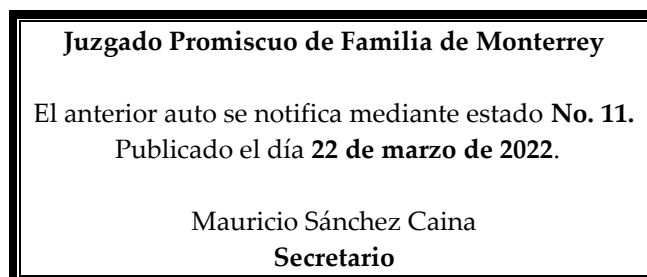 Juzgado Promiscuo de Familia de Monterrey
El anterior auto se notifica mediante estado No. 11.
Publicado el día 22 de marzo de 2022.
Mauricio Sánchez Caina
Secretario